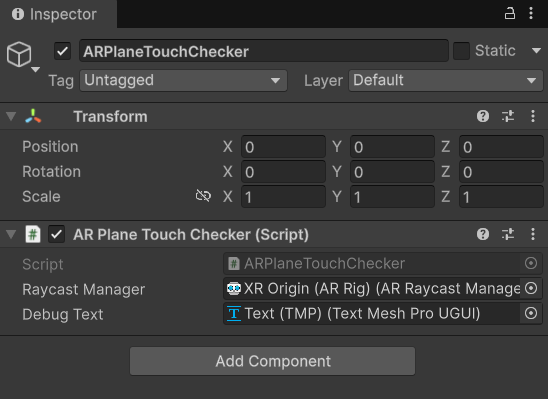 Inspector
ARPlaneTouchChecker Static
Tag Untagged Layer Default
Transform
Position X 0 Y 0 Z 0
Rotation X 0 Y 0 Z 0
Scale X 1 Y 1 Z 1
# AR Plane Touch Checker (Script)
Script # ARPlaneTouchChecker
Raycast Manager XR Origin (AR Rig) (AR Raycast Manage
Debug Text T Text (TMP) (Text Mesh Pro UGUI)
Add Component